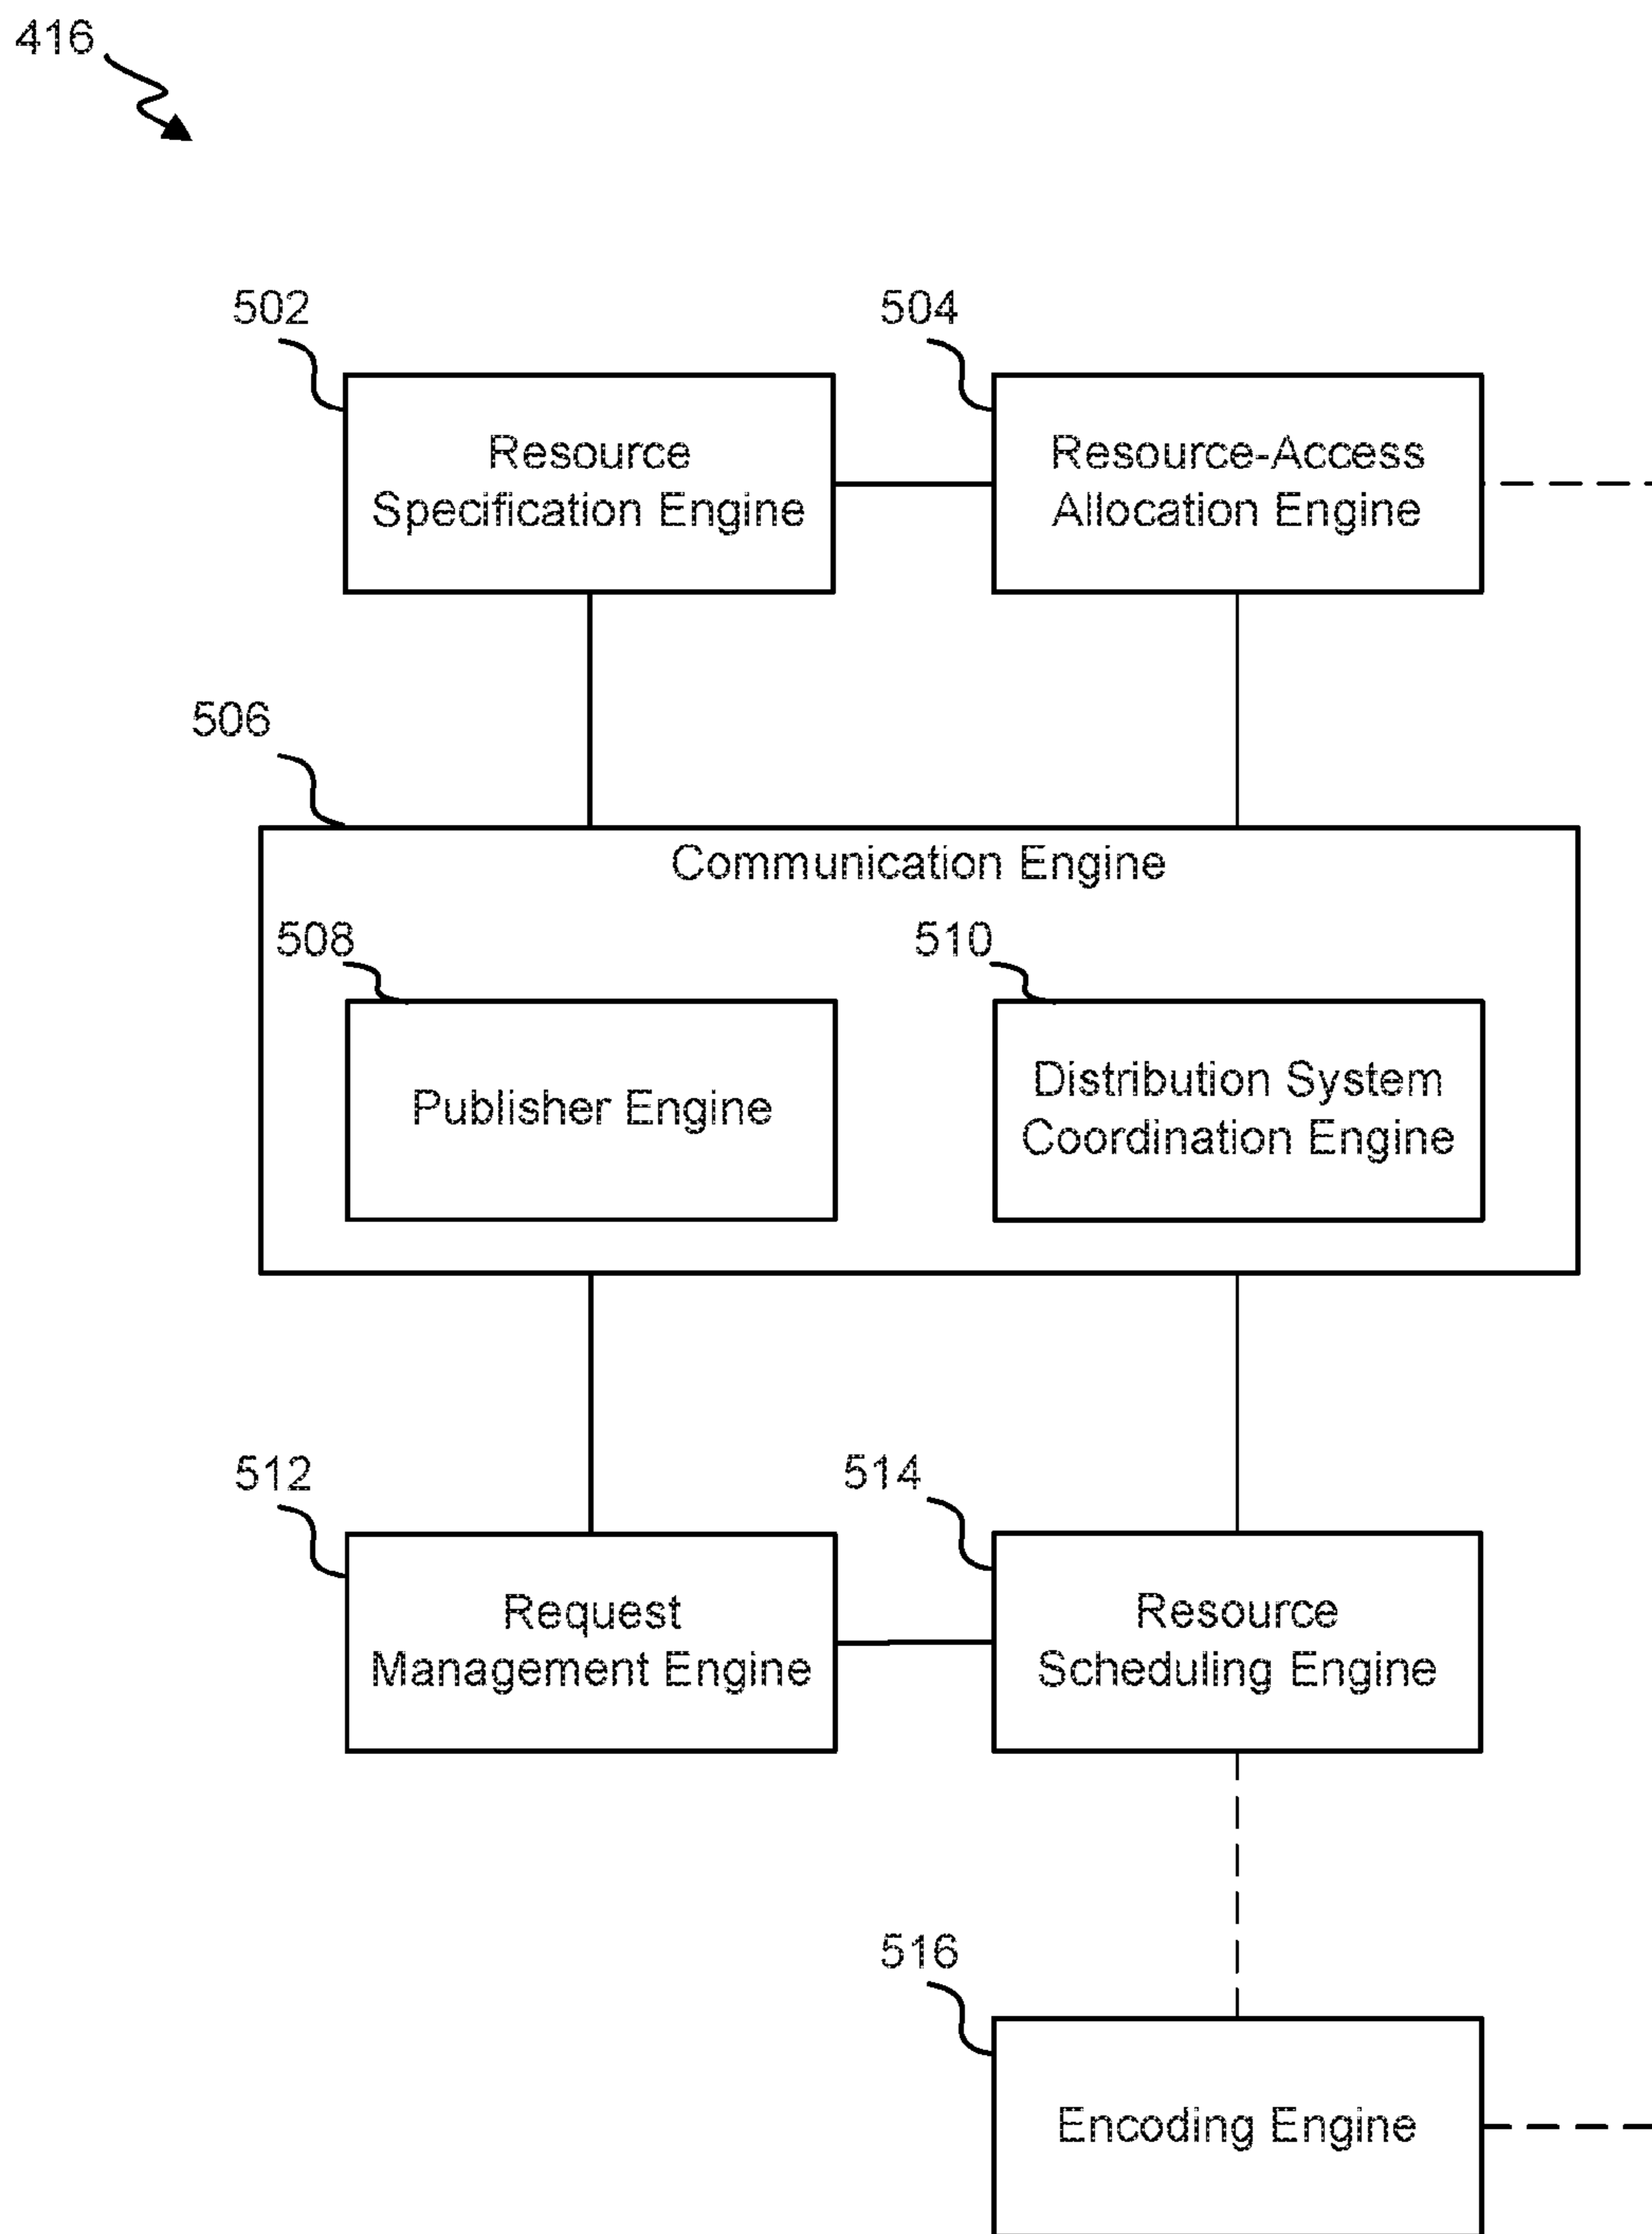 416
502
504
Resource
Specification Engine
Resource-Access
Allocation Engine
506
Communication Engine
508
510
Publisher Engine
Distribution System
Coordination Engine
512
514
Request
Management Engine
Resource
Scheduling Engine
516
Encoding Engine